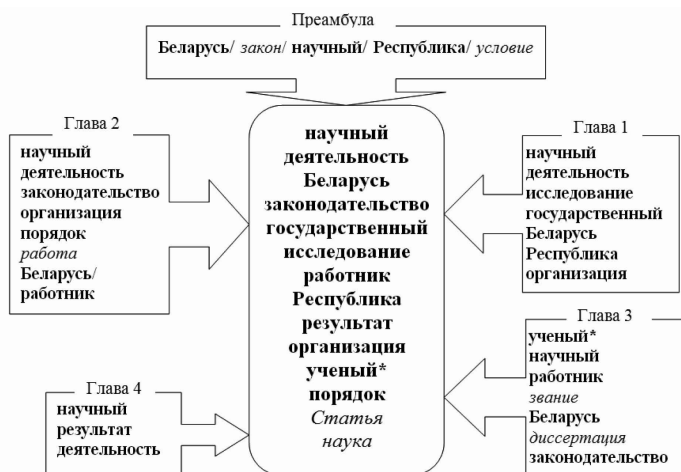 Преамбула
Беларусь/ закон/ научный/ Республика/ условие
Глава 2
научный
деятельность
законодательство
организация
порядок
работа
Беларусь/
работник
научный
деятельность
Беларусь
законодательство
государственный
исследование
работник
Республика
результат
организация
ученый*
порядок
Статья
наука
Глава 1
научный
деятельность
исследование
государственный
Беларусь
Республика
организация
Глава 4
научный
результат
деятельность
Глава 3
ученый*
научный
работник
звание
Беларусь
диссертация
законодательство